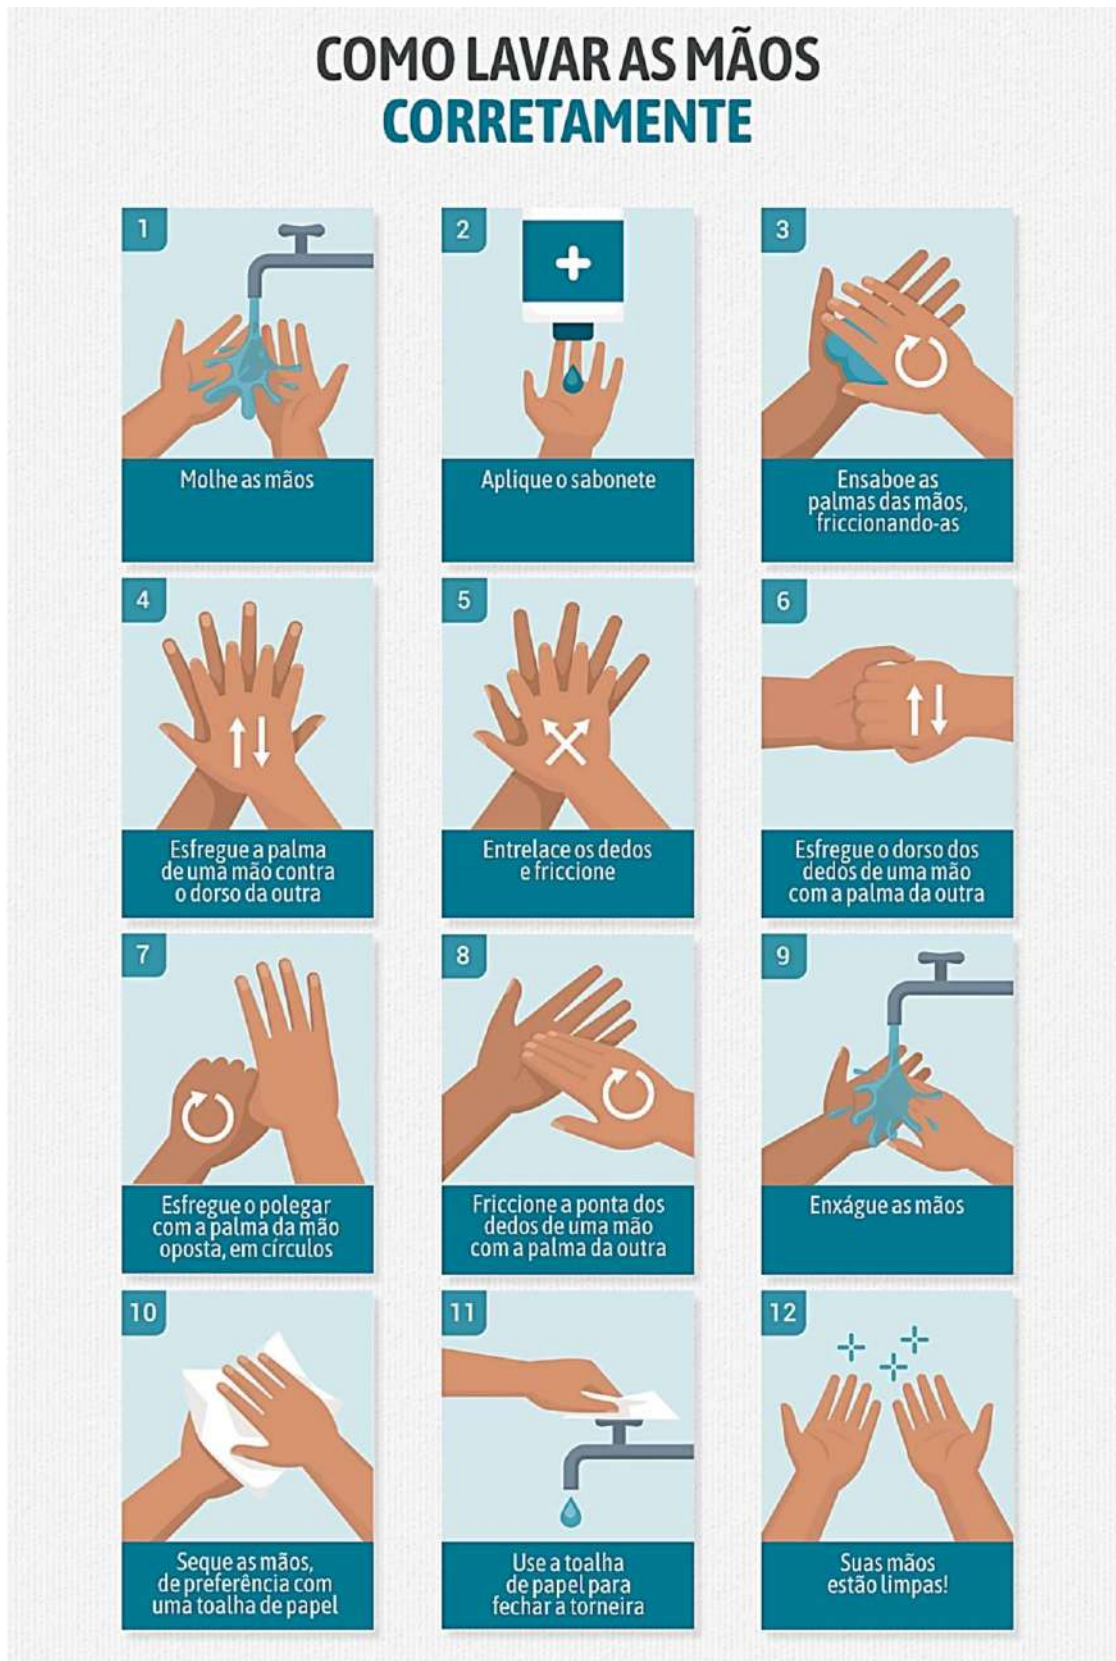 COMO LAVAR AS MÃOS
CORRETAMENTE
1
Molhe as mãos
2
Aplique o sabonete
3
Ensaboe as
palmas das mãos,
friccionando-as
4
Esfregue a palma
de uma mão contra
o dorso da outra
5
Entrelace os dedos
e friccione
6
Esfregue o dorso dos
dedos de uma mão
com a palma da outra
7
Esfregue o polegar
com a palma da mão
oposta, em círculos
8
Friccione a ponta dos
dedos de uma mão
com a palma da outra
9
Enxágue as mãos
10
Seque as mãos,
de preferência com
uma toalha de papel
11
Use a toalha
de papel para
fechar a torneira
12
Suas mãos
estão limpas!